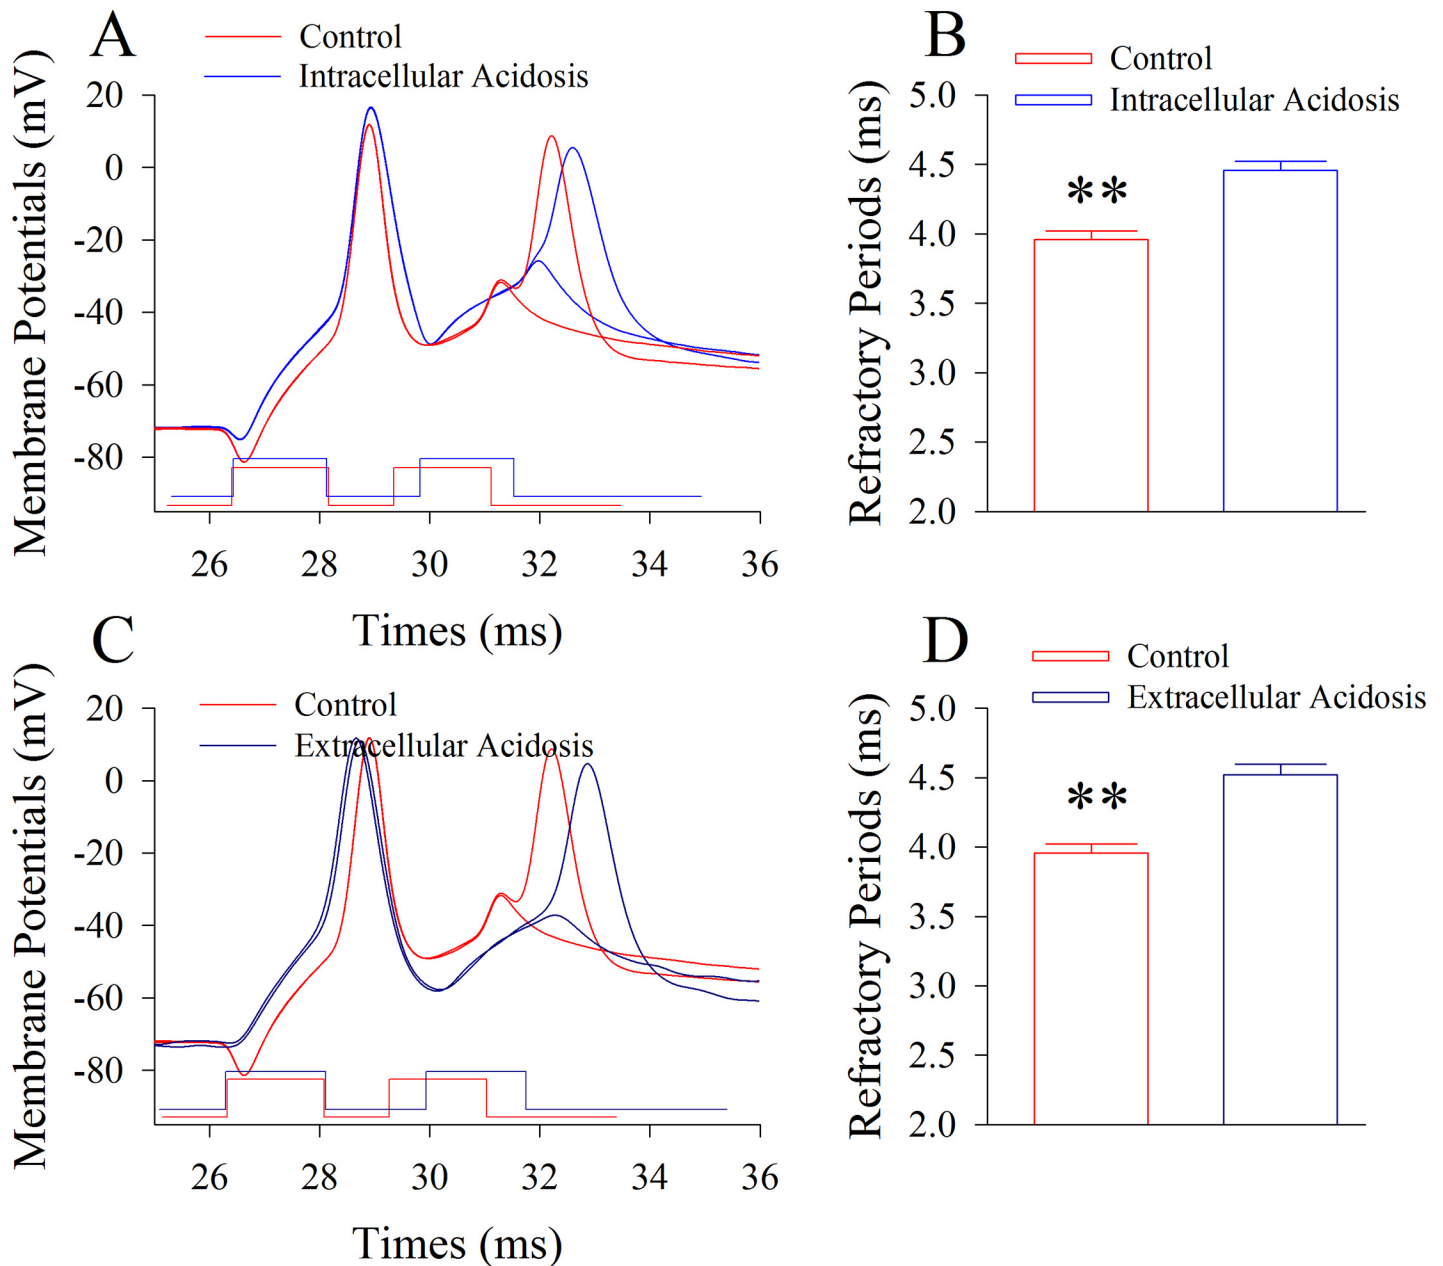 A
Control
Intracellular Acidosis
Membrane Potentials (mV)
20
0
-20
-40
-60
-80
26 28 30 32 34 36
Times (ms)
B
Control
Intracellular Acidosis
Refractory Periods (ms)
5.0
4.5
4.0
3.5
3.0
2.5
2.0
**
C
Control
Extracellular Acidosis
Membrane Potentials (mV)
20
0
-20
-40
-60
-80
26 28 30 32 34 36
Times (ms)
D
Control
Extracellular Acidosis
Refractory Periods (ms)
5.0
4.5
4.0
3.5
3.0
2.5
2.0
**